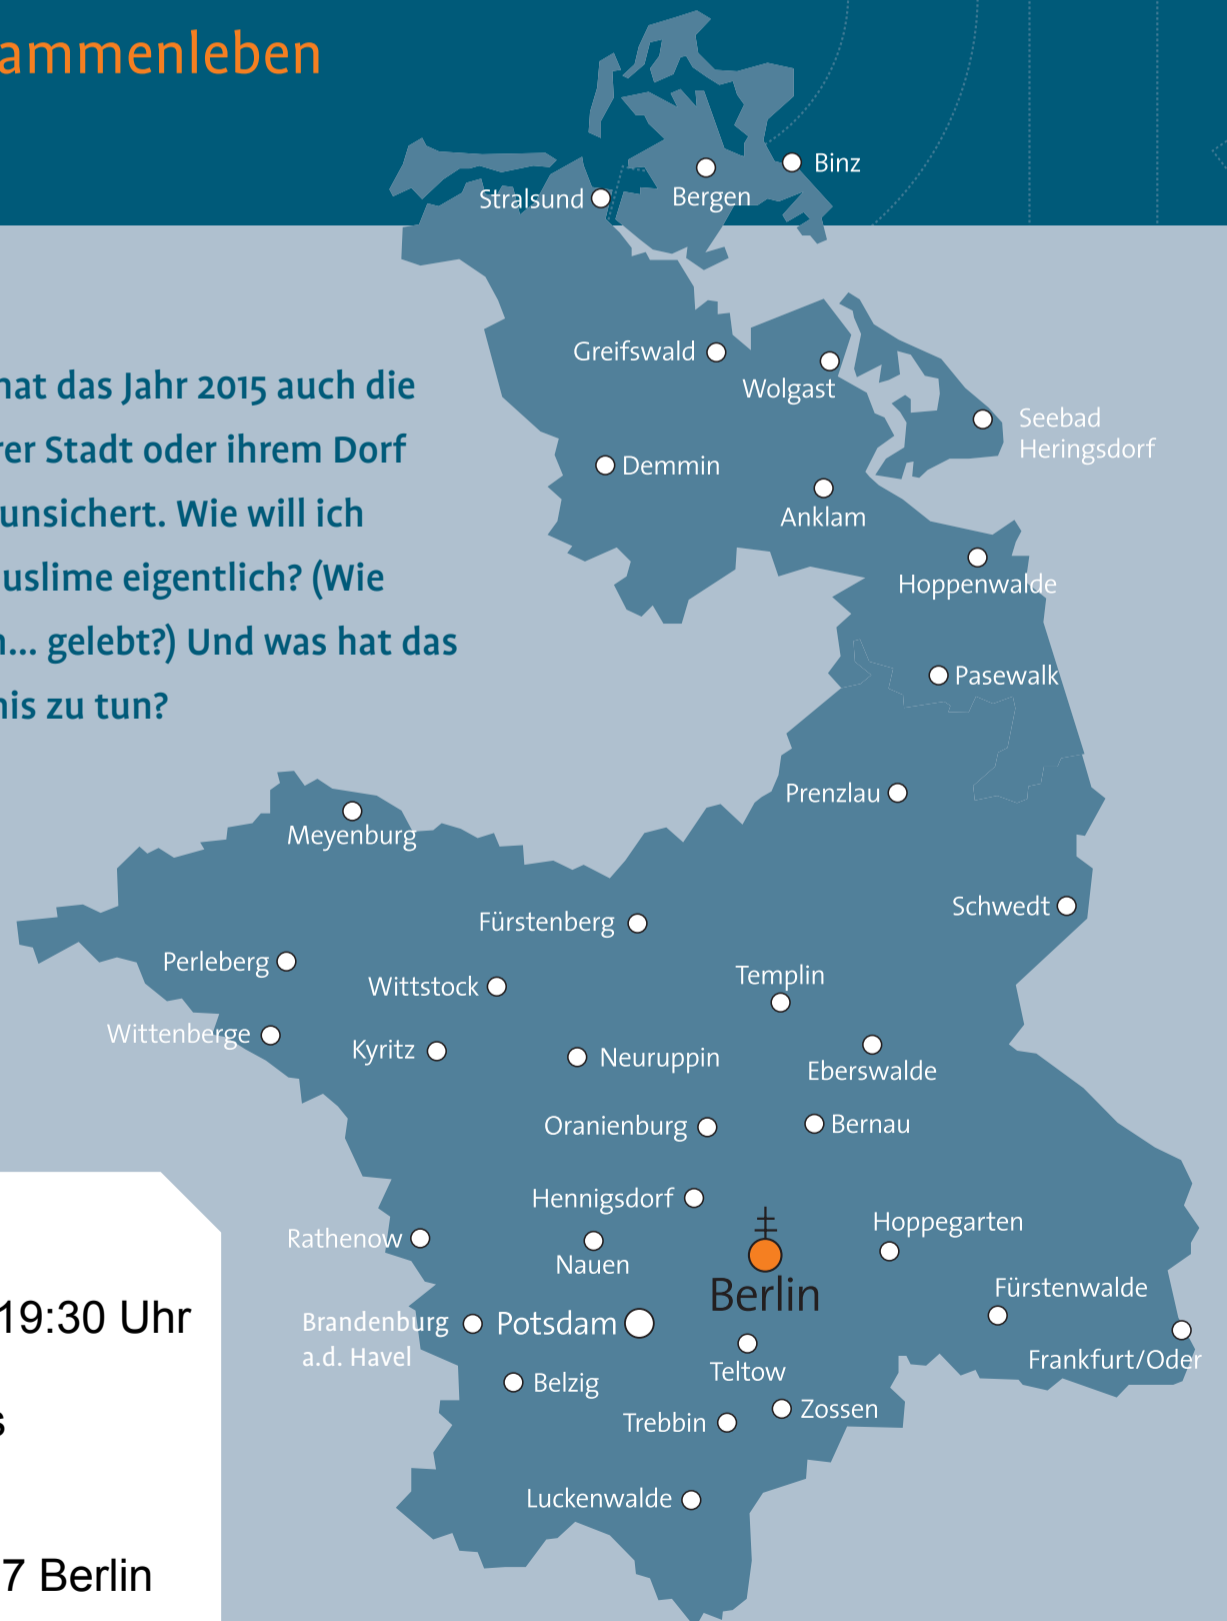 ammenleben
Binz
Bergen
Stralsund
Greifswald
Wolgast
Seebad
Heringsdorf
Demmin
Anklam
Hoppenwalde
Pasewalk
Prenzlau
hat das Jahr 2015 auch die
rer Stadt oder ihrem Dorf
unsichert. Wie will ich
uslime eigentlich? (Wie
n... gelebt?) Und was hat das
nis zu tun?
Meyenburg
Schwedt
Fürstenberg
Perleberg
Templin
Wittstock
Wittenberge
Kyritz
Neuruppin
Eberswalde
Oranienburg
Bernau
Hennigsdorf
Hoppegarten
Rathenow
Nauen
Berlin
Fürstenwalde
Brandenburg
a.d. Havel
Potsdam
Frankfurt/Oder
Teltow
Belzig
Zossen
Trebbin
Luckenwalde
19:30 Uhr
s
7 Berlin